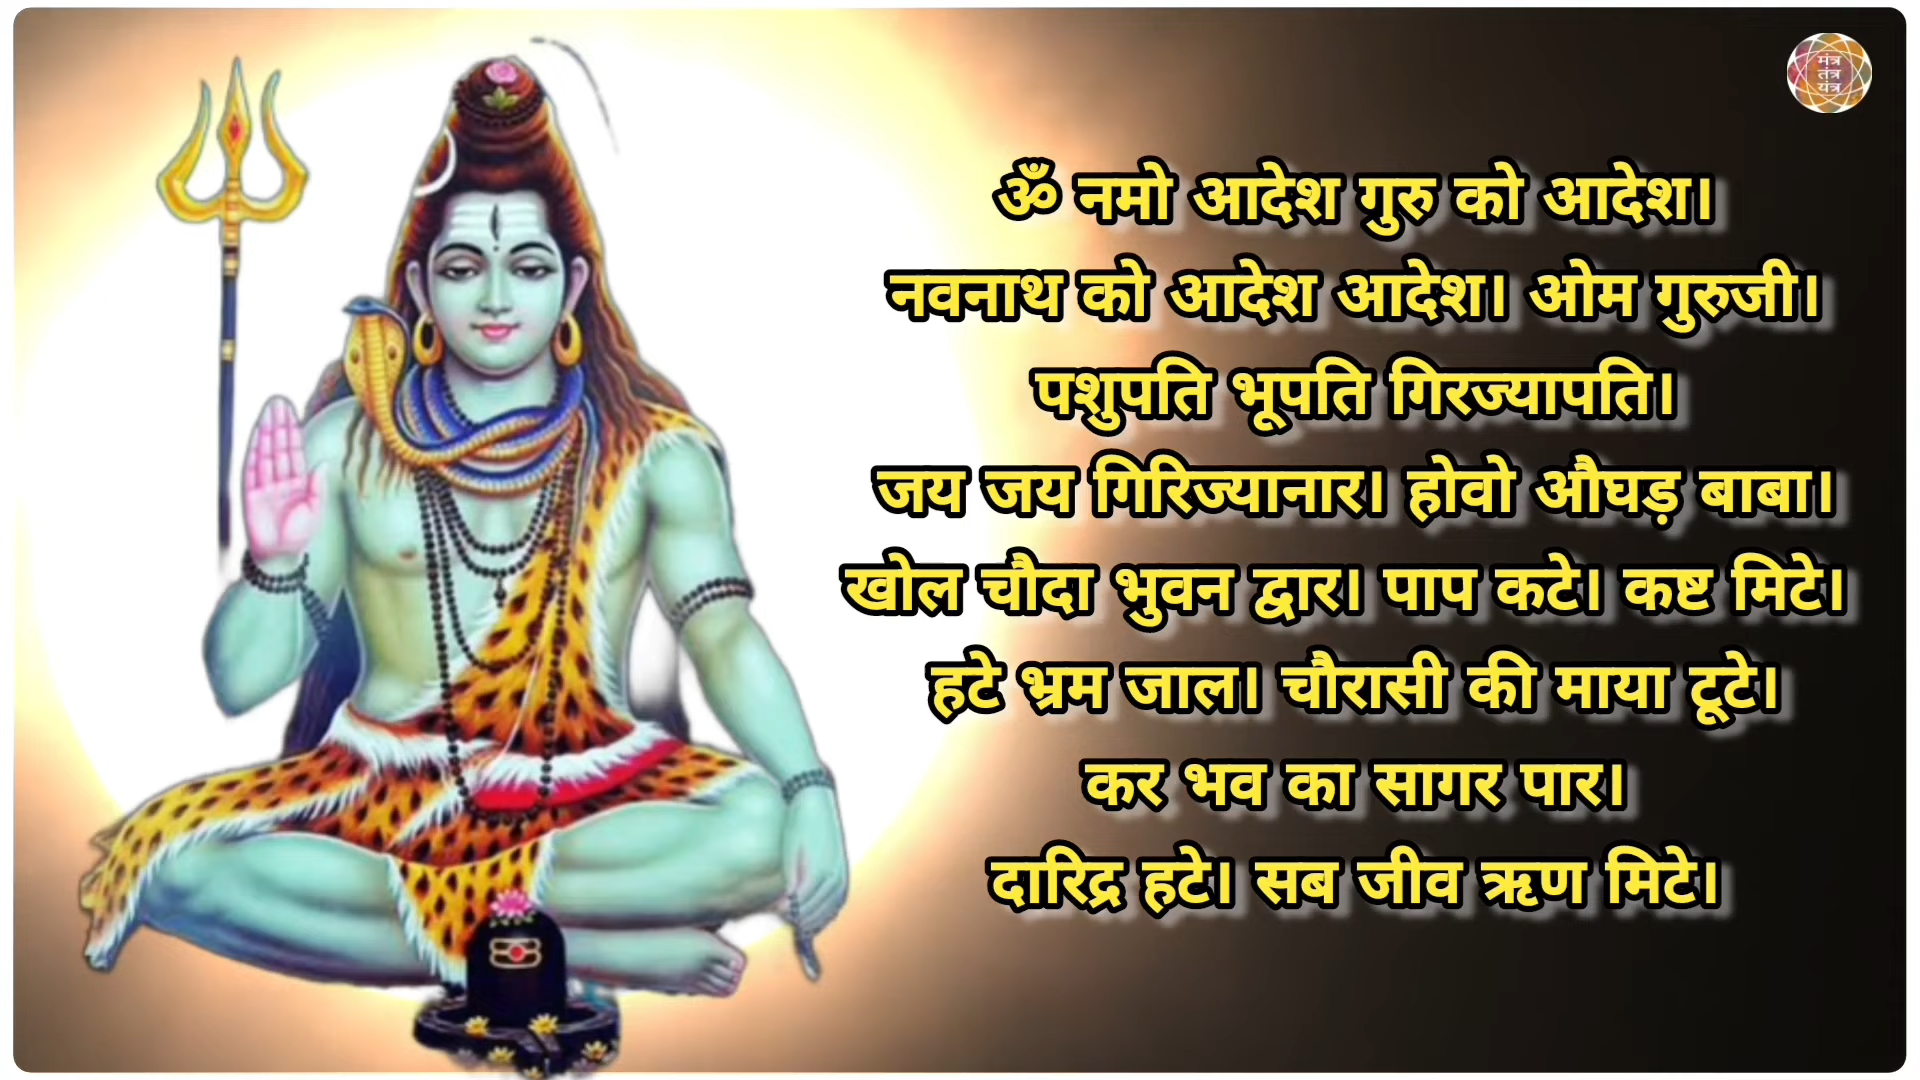 मंत्र
तंत्र
यंत्र
ॐ नमो आदेश गुरु को आदेश।
नवनाथ को आदेश आदेश। ओम गुरुजी।
पशुपति भूपति गिरज्यापति।
जय जय गिरिज्यानार। होवो औघड़ बाबा।
खोल चौदा भुवन द्वार। पाप कटे। कष्ट मिटे।
हटे भ्रम जाल। चौरासी की माया टूटे।
कर भव का सागर पार।
दारिद्र हटे। सब जीव ऋण मिटे।